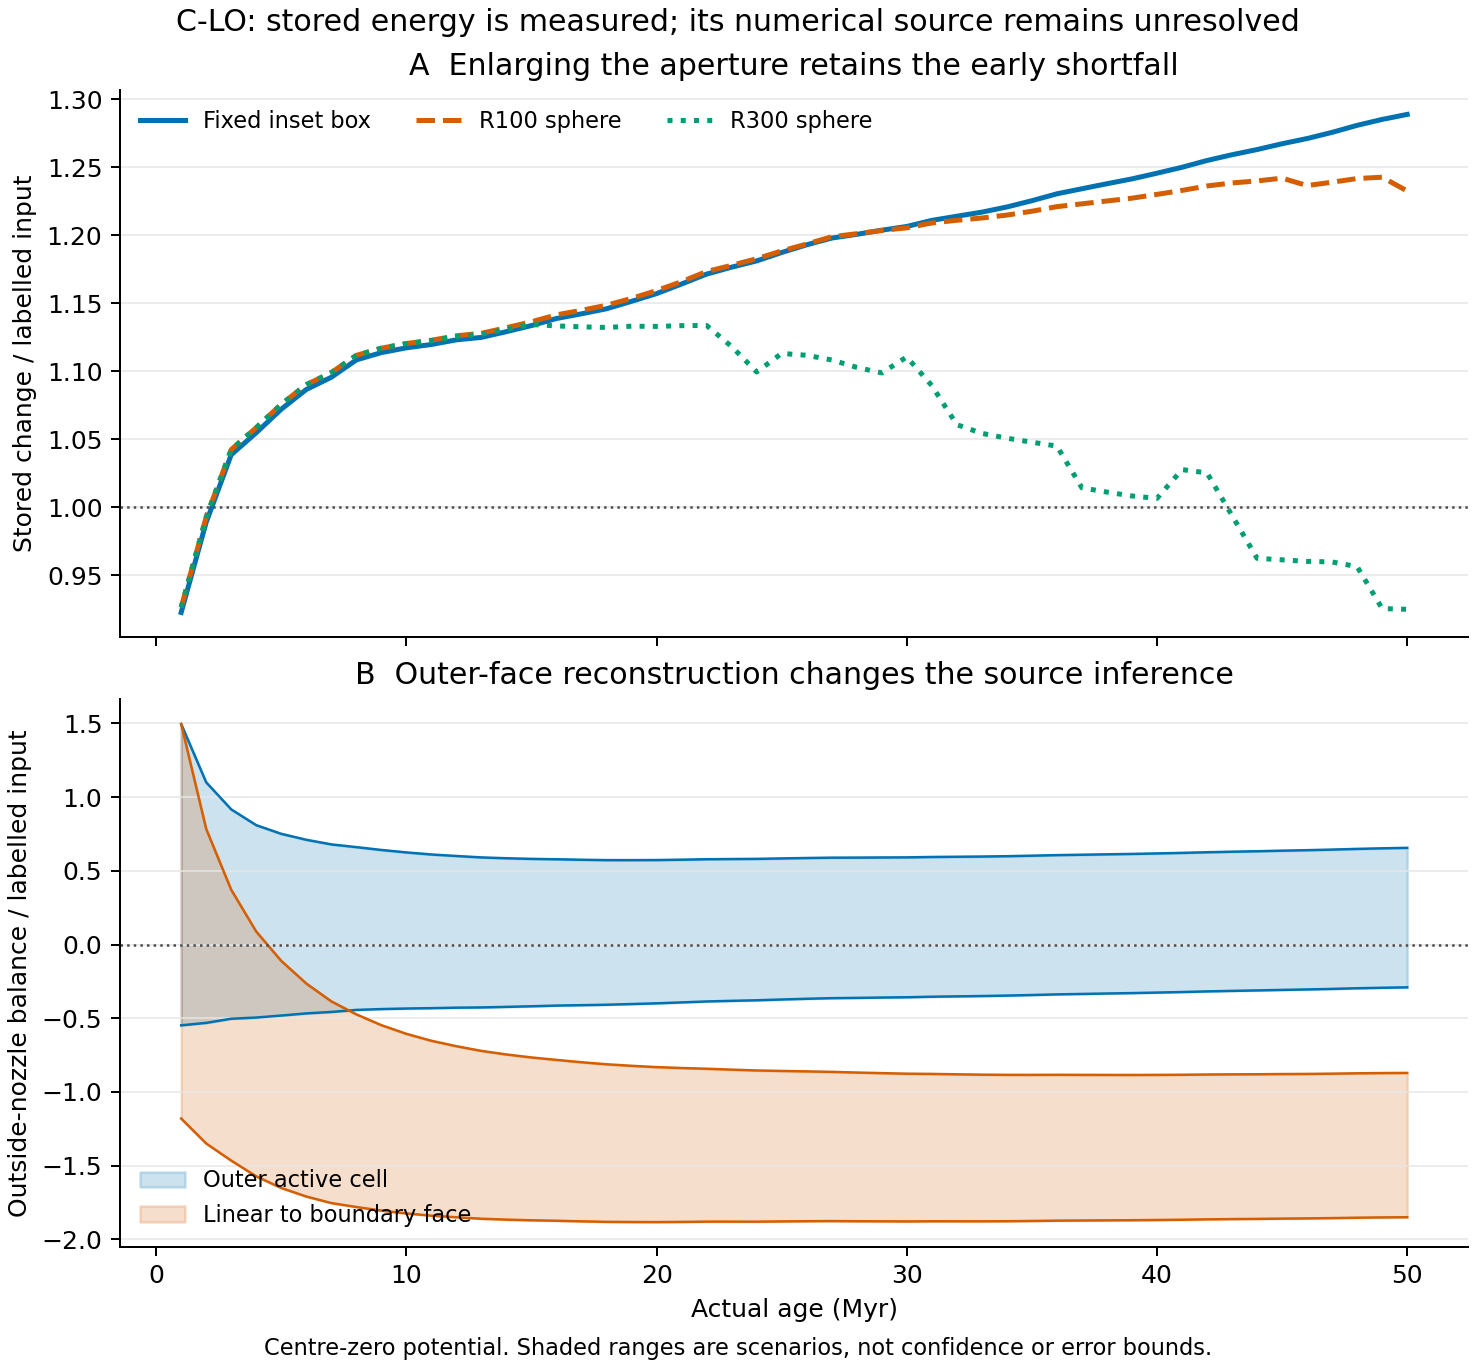 C-LO: stored energy is measured; its numerical source remains unresolved
A  Enlarging the aperture retains the early shortfall
Stored change / labelled input
1.30
1.25
1.20
1.15
1.10
1.05
1.00
0.95
Fixed inset box
R100 sphere
R300 sphere
B  Outer-face reconstruction changes the source inference
Outside-nozzle balance / labelled input
1.5
1.0
0.5
0.0
−0.5
−1.0
−1.5
−2.0
Outer active cell
Linear to boundary face
0
10
20
30
40
50
Actual age (Myr)
Centre-zero potential. Shaded ranges are scenarios, not confidence or error bounds.